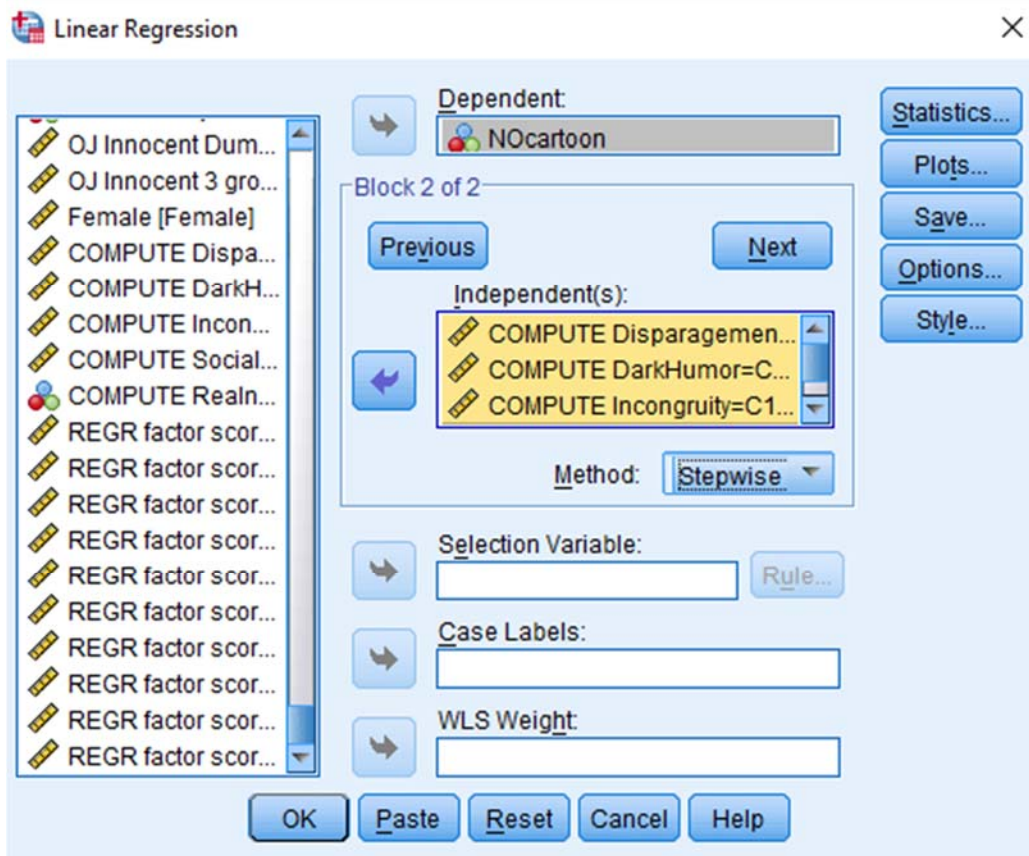 Linear Regression
OJ Innocent Dum...
OJ Innocent 3 gro...
Female [Female]
COMPUTE Dispa...
COMPUTE DarkH...
COMPUTE Incon...
COMPUTE Social...
COMPUTE Realn...
REGR factor scor...
REGR factor scor...
REGR factor scor...
REGR factor scor...
REGR factor scor...
REGR factor scor...
REGR factor scor...
REGR factor scor...
REGR factor scor...
REGR factor scor...
Dependent:
NOcartoon
Block 2 of 2
Previous
Next
Independent(s):
COMPUTE Disparagemen...
COMPUTE DarkHumor=C...
COMPUTE Incongruity=C1...
Method: Stepwise
Selection Variable:
Rule...
Case Labels:
WLS Weight:
Statistics...
Plots...
Save...
Options...
Style...
OK Paste Reset Cancel Help